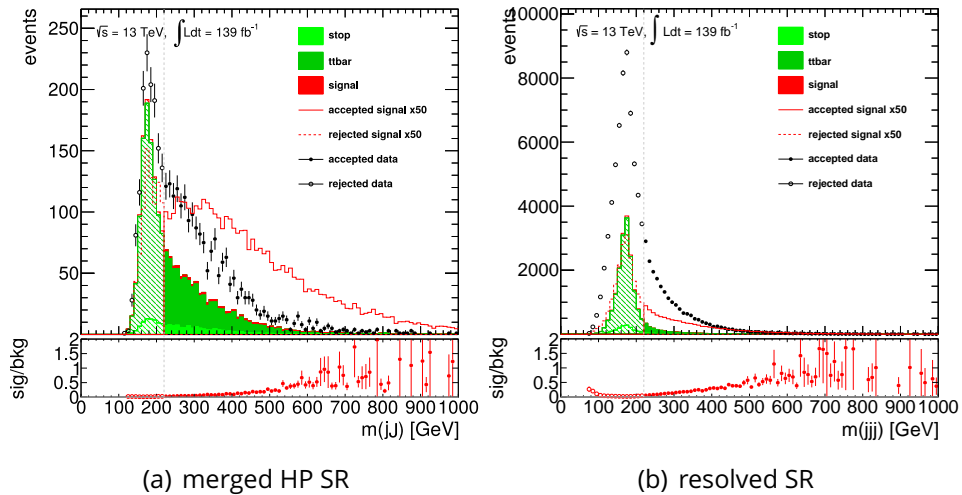 √s = 13 TeV, ∫Ldt = 139 fb⁻¹
events
250
200
150
100
50
0
stop
ttbar
signal
accepted signal x50
rejected signal x50
accepted data
rejected data
sig/bkg
2
1.5
1
0.5
0
0 100 200 300 400 500 600 700 800 900 1000
m(jJ) [GeV]
(a) merged HP SR
√s = 13 TeV, ∫Ldt = 139 fb⁻¹
events
10000
8000
6000
4000
2000
stop
ttbar
signal
accepted signal x50
rejected signal x50
accepted data
rejected data
sig/bkg
2
1.5
1
0.5
0
0 100 200 300 400 500 600 700 800 900 1000
m(jjj) [GeV]
(b) resolved SR